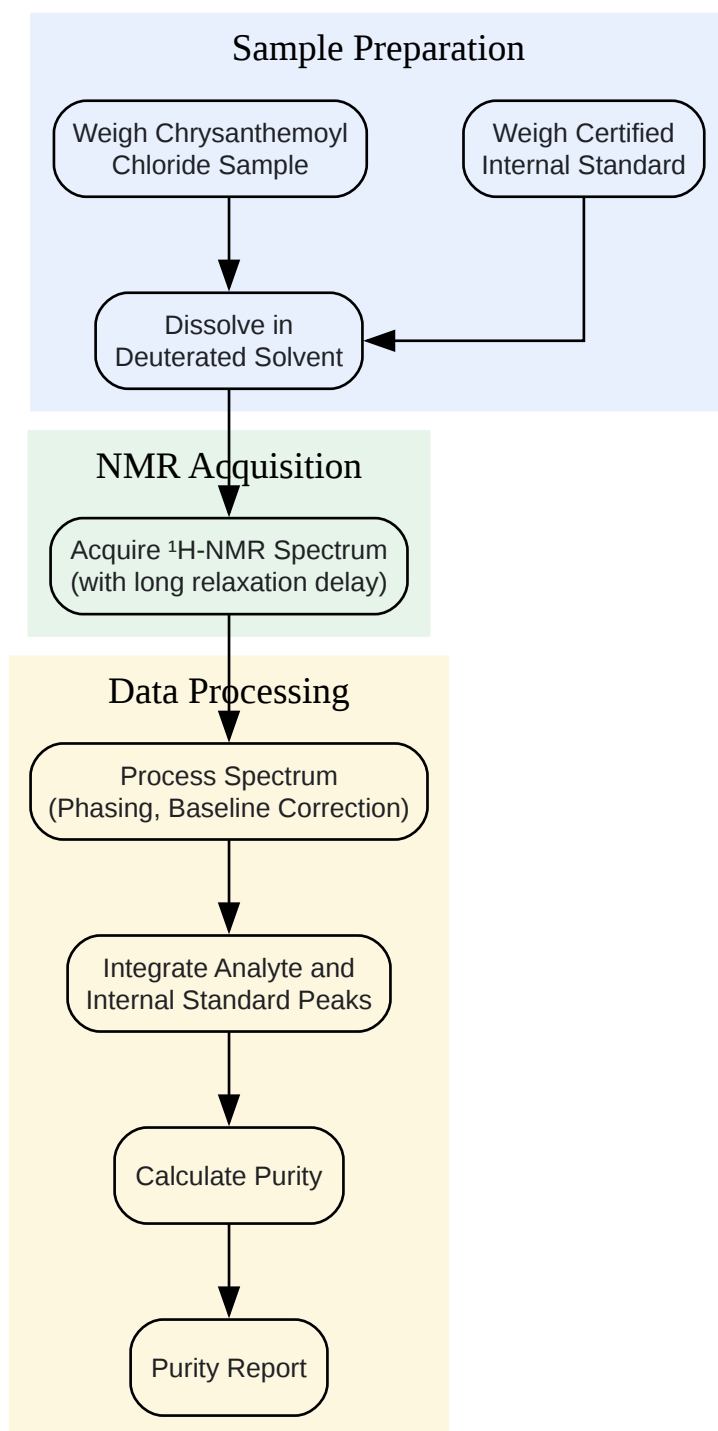 Sample Preparation
Weigh Chrysanthemoyl
Chloride Sample
Weigh Certified
Internal Standard
Dissolve in
Deuterated Solvent
NMR Acquisition
Acquire ¹H-NMR Spectrum
(with long relaxation delay)
Data Processing
Process Spectrum
(Phasing, Baseline Correction)
Integrate Analyte and
Internal Standard Peaks
Calculate Purity
Purity Report